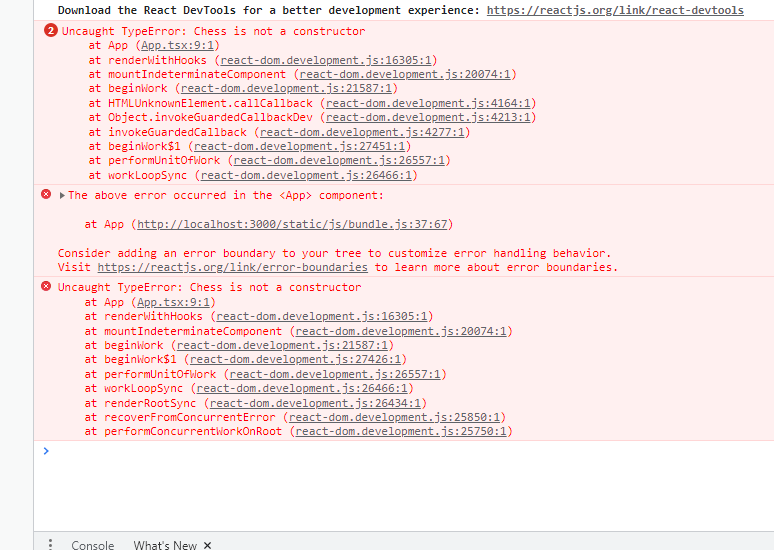 Download the React DevTools for a better development experience: https://reactjs.org/link/react-devtools
2 Uncaught TypeError: Chess is not a constructor
at App (App.tsx:9:1)
at renderWithHooks (react-dom.development.js:16305:1)
at mountIndeterminateComponent (react-dom.development.js:20074:1)
at beginWork (react-dom.development.js:21587:1)
at HTMLUnknownElement.callCallback (react-dom.development.js:4164:1)
at Object.invokeGuardedCallbackDev (react-dom.development.js:4213:1)
at invokeGuardedCallback (react-dom.development.js:4277:1)
at beginWork$1 (react-dom.development.js:27451:1)
at performUnitOfWork (react-dom.development.js:26557:1)
at workLoopSync (react-dom.development.js:26466:1)
The above error occurred in the <App> component:
at App (http://localhost:3000/static/js/bundle.js:37:67)
Consider adding an error boundary to your tree to customize error handling behavior.
Visit https://reactjs.org/link/error-boundaries to learn more about error boundaries.
Uncaught TypeError: Chess is not a constructor
at App (App.tsx:9:1)
at renderWithHooks (react-dom.development.js:16305:1)
at mountIndeterminateComponent (react-dom.development.js:20074:1)
at beginWork (react-dom.development.js:21587:1)
at beginWork$1 (react-dom.development.js:27426:1)
at performUnitOfWork (react-dom.development.js:26557:1)
at workLoopSync (react-dom.development.js:26466:1)
at renderRootSync (react-dom.development.js:26434:1)
at recoverFromConcurrentError (react-dom.development.js:25850:1)
at performConcurrentWorkOnRoot (react-dom.development.js:25750:1)
Console What's New